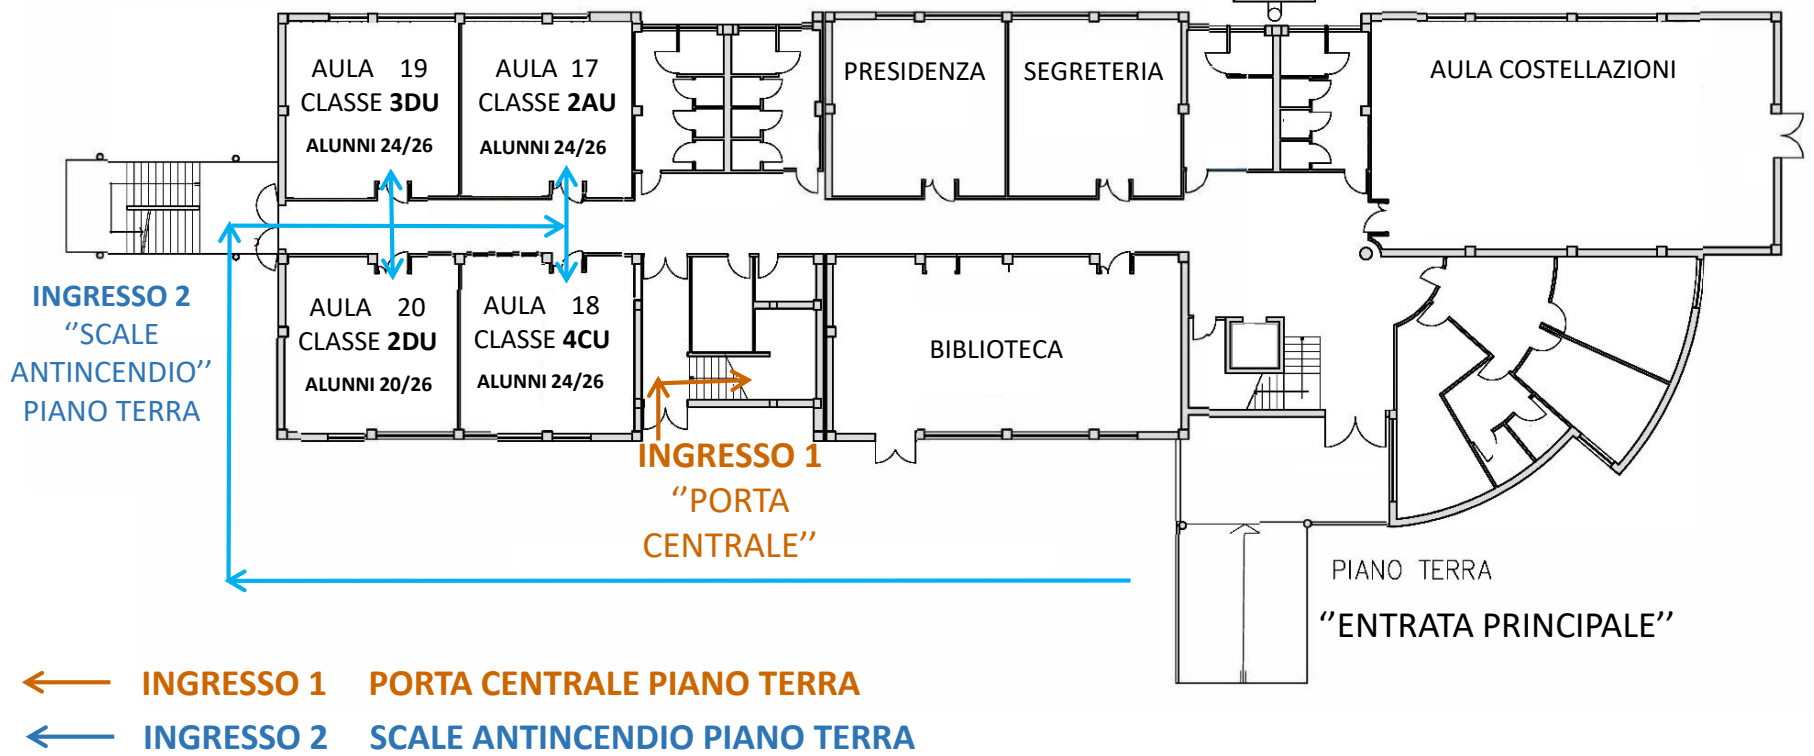 AULA 19
CLASSE 3DU
ALUNNI 24/26
AULA 17
CLASSE 2AU
ALUNNI 24/26
PRESIDENZA
SEGRETERIA
AULA COSTELLAZIONI
INGRESSO 2
‘’SCALE
ANTINCENDIO’’
PIANO TERRA
AULA 20
CLASSE 2DU
ALUNNI 20/26
AULA 18
CLASSE 4CU
ALUNNI 24/26
BIBLIOTECA
INGRESSO 1
‘’PORTA
CENTRALE’’
PIANO TERRA
‘’ENTRATA PRINCIPALE’’
INGRESSO 1 PORTA CENTRALE PIANO TERRA
INGRESSO 2 SCALE ANTINCENDIO PIANO TERRA